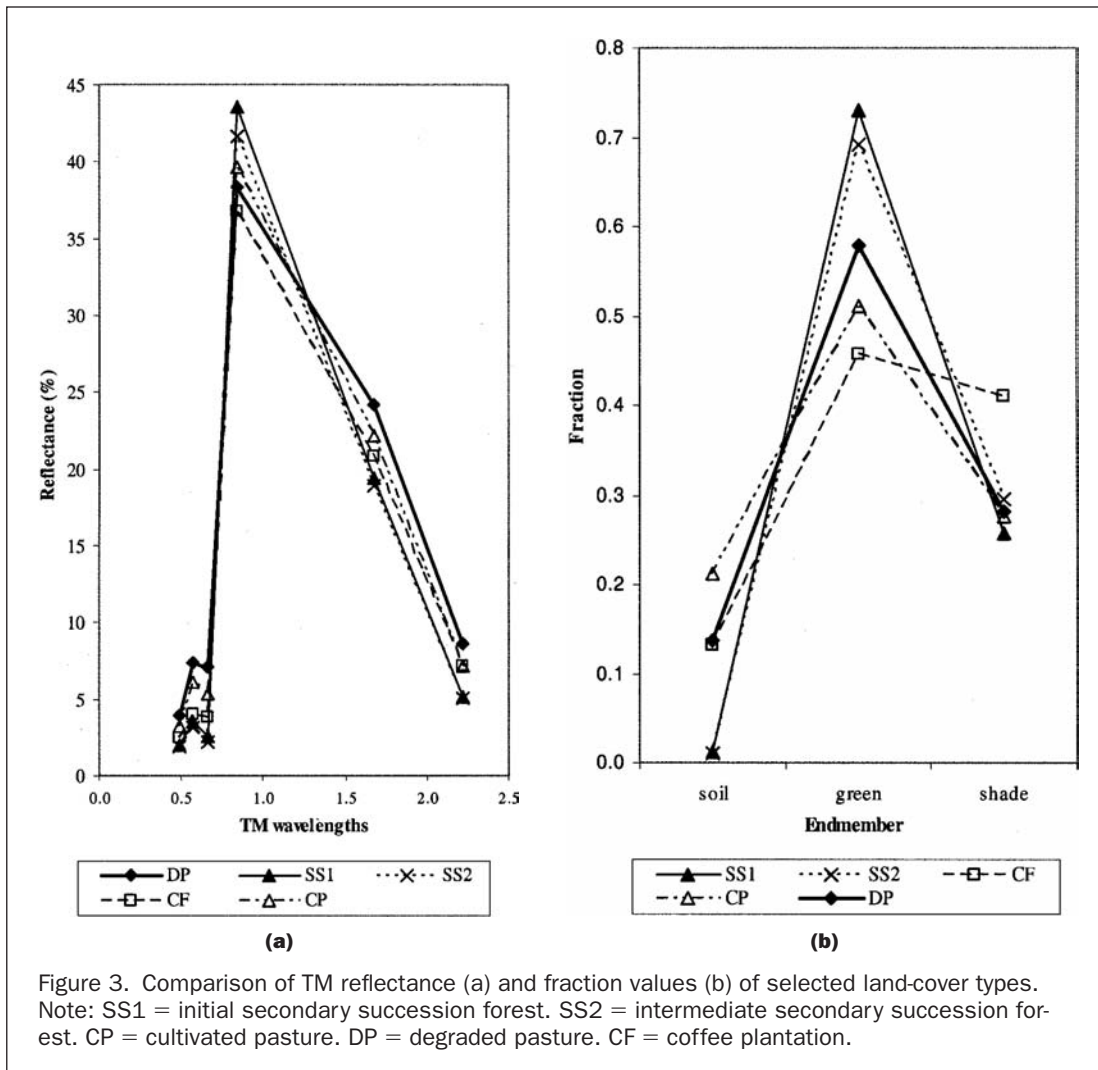 45
40
35
30
25
20
15
10
5
0
Reflectance (%)
0.0 0.5 1.0 1.5 2.0 2.5
TM wavelengths
DP SS1 SS2
CF CP
(a)
0.8
0.7
0.6
0.5
0.4
0.3
0.2
0.1
0.0
Fraction
soil green shade
Endmember
SS1 SS2 CF
CP DP
(b)
Figure 3. Comparison of TM reflectance (a) and fraction values (b) of selected land-cover types.
Note: SS1 = initial secondary succession forest. SS2 = intermediate secondary succession for-
est. CP = cultivated pasture. DP = degraded pasture. CF = coffee plantation.